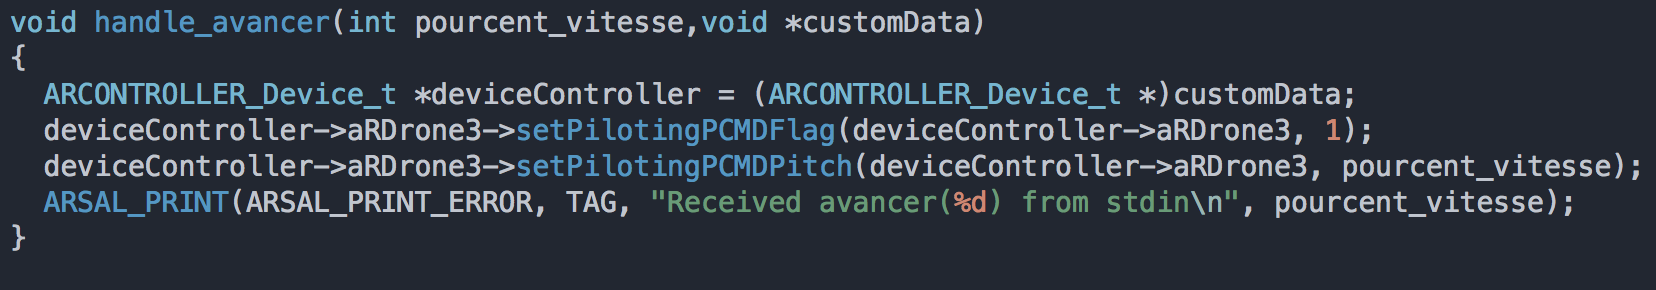 void handle_avancer(int pourcent_vitesse,void *customData)
{
  ARCONTROLLER_Device_t *deviceController = (ARCONTROLLER_Device_t *)customData;
  deviceController->aRDrone3->setPilotingPCMDFlag(deviceController->aRDrone3, 1);
  deviceController->aRDrone3->setPilotingPCMDPitch(deviceController->aRDrone3, pourcent_vitesse);
  ARSAL_PRINT(ARSAL_PRINT_ERROR, TAG, "Received avancer(%d) from stdin\n", pourcent_vitesse);
}